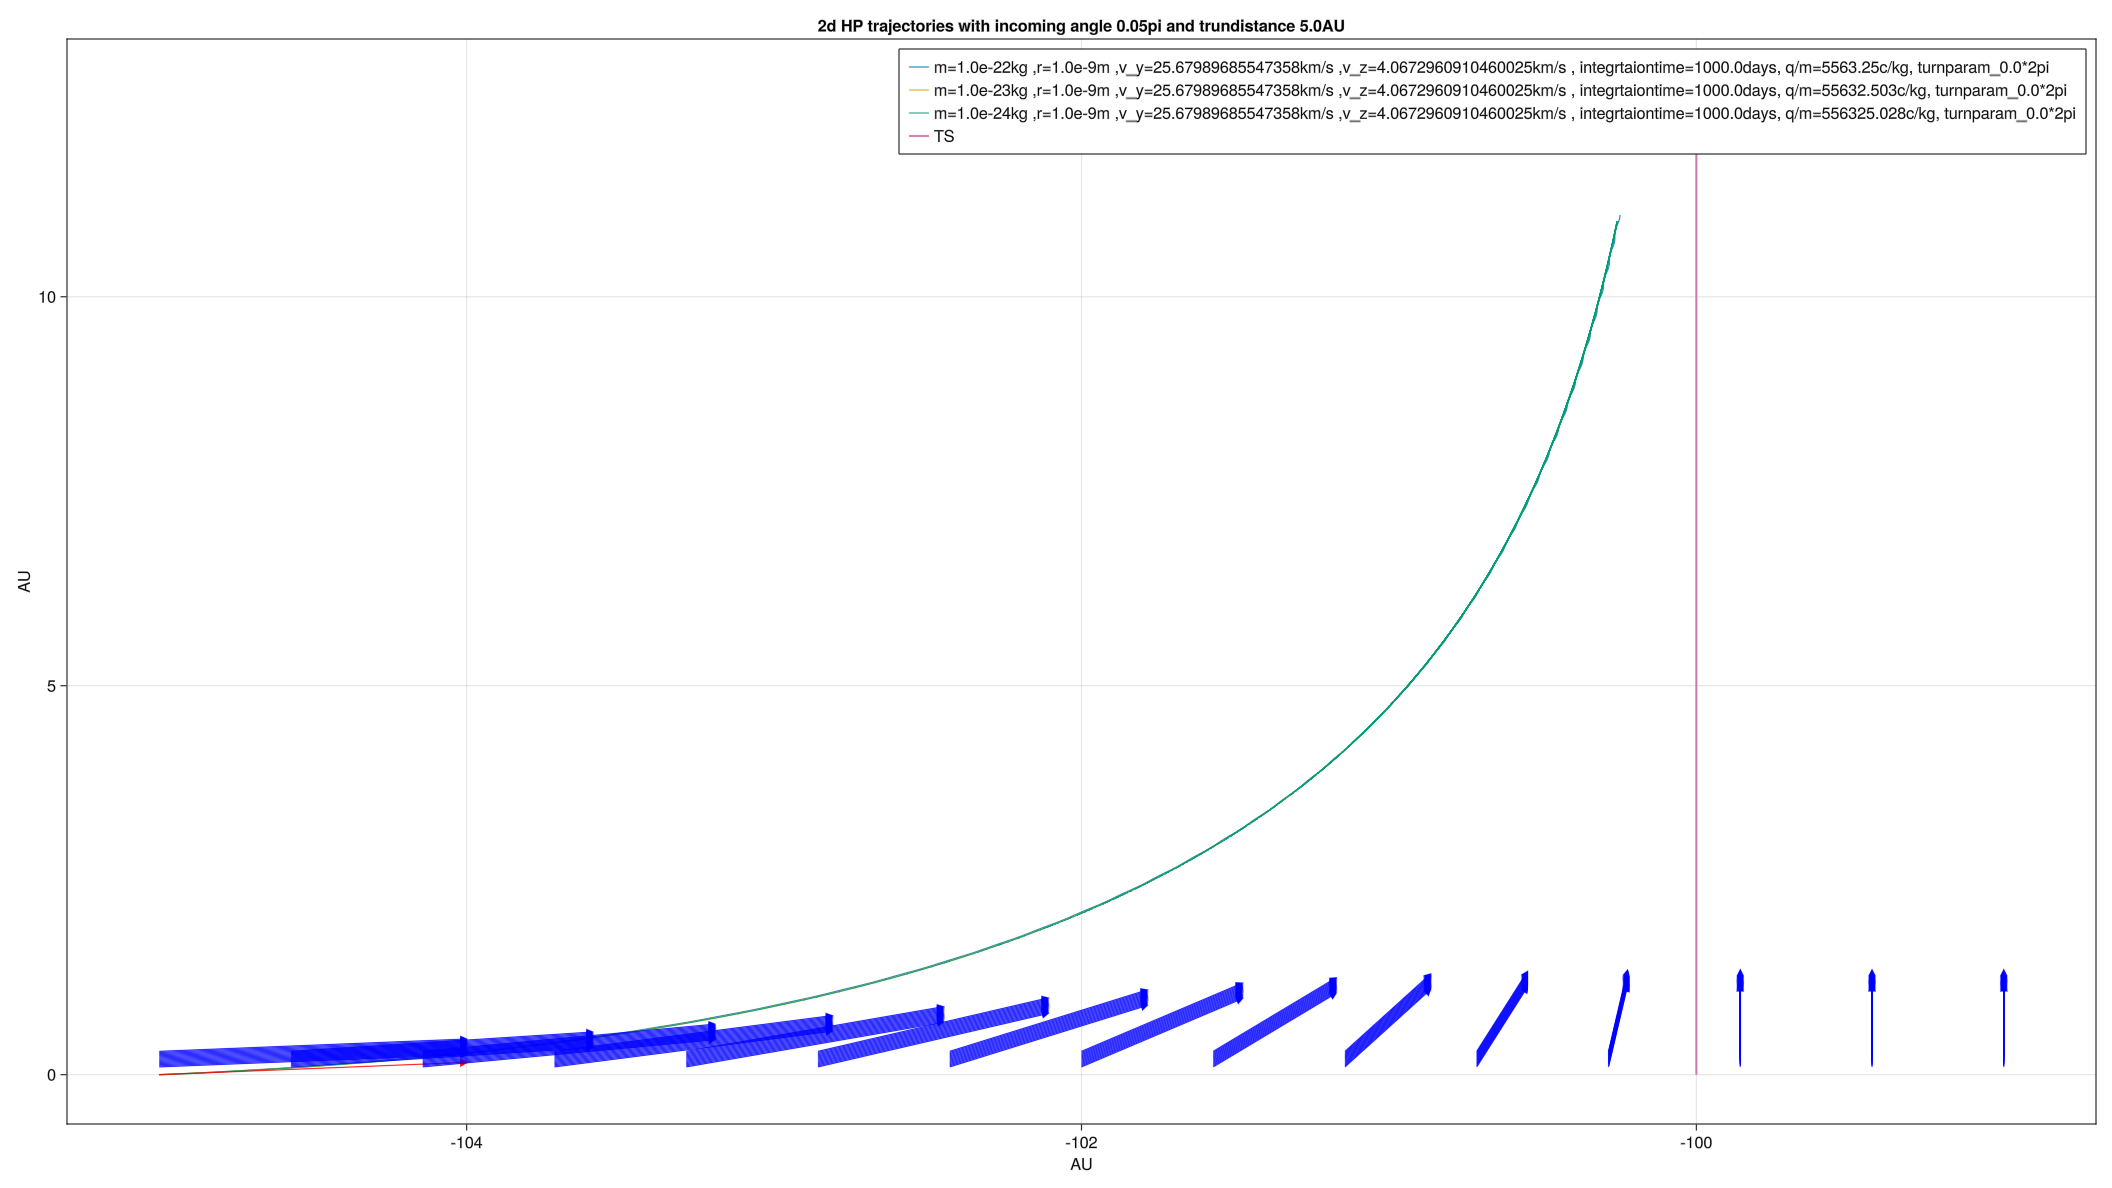 2d HP trajectories with incoming angle 0.05pi and trundistance 5.0AU
m=1.0e-22kg ,r=1.0e-9m ,v_y=25.67989685547358km/s ,v_z=4.0672960910460025km/s , integrtaiontime=1000.0days, q/m=5563.25c/kg, turnparam_0.0*2pi
m=1.0e-23kg ,r=1.0e-9m ,v_y=25.67989685547358km/s ,v_z=4.0672960910460025km/s , integrtaiontime=1000.0days, q/m=55632.503c/kg, turnparam_0.0*2pi
m=1.0e-24kg ,r=1.0e-9m ,v_y=25.67989685547358km/s ,v_z=4.0672960910460025km/s , integrtaiontime=1000.0days, q/m=556325.028c/kg, turnparam_0.0*2pi
TS
10
5
0
AU
-104
-102
-100
AU